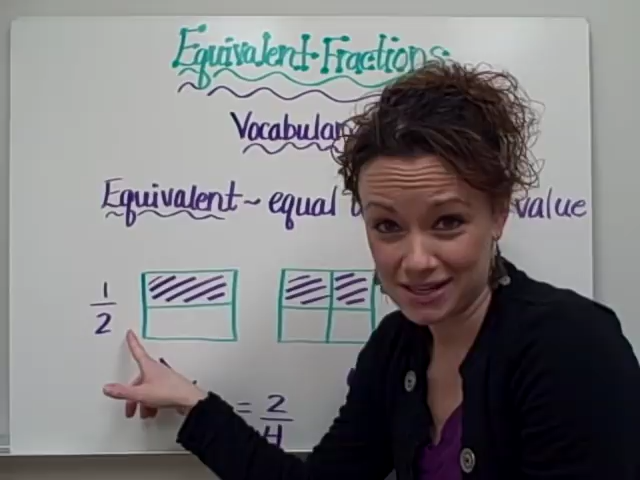 Equivalent Fractions
Vocabular
Equivalent ~ equal value
1
2
= 2
4